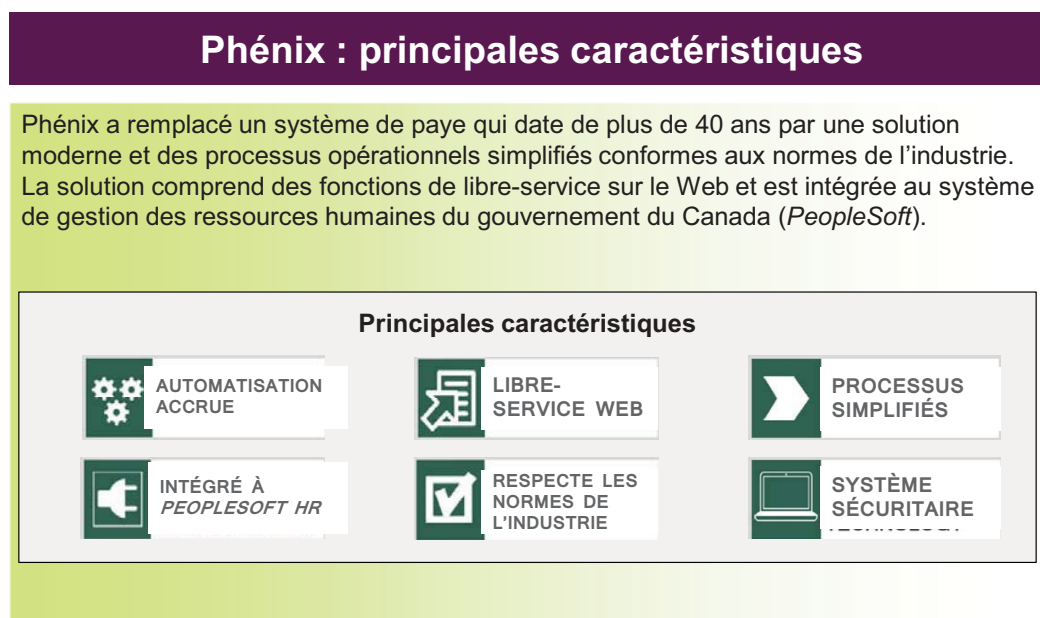 Phénix : principales caractéristiques
Phénix a remplacé un système de paye qui date de plus de 40 ans par une solution
moderne et des processus opérationnels simplifiés conformes aux normes de l’industrie.
La solution comprend des fonctions de libre-service sur le Web et est intégrée au système
de gestion des ressources humaines du gouvernement du Canada (PeopleSoft).
Principales caractéristiques
AUTOMATISATION
ACCRUE
LIBRE-
SERVICE WEB
PROCESSUS
SIMPLIFIÉS
INTÉGRÉ À
PEOPLESOFT HR
RESPECTE LES
NORMES DE
L’INDUSTRIE
SYSTÈME
SÉCURITAIRE